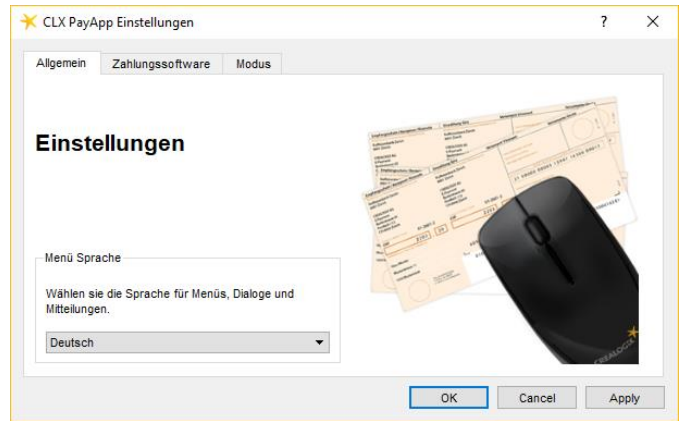 CLX PayApp Einstellungen
?
Allgemein
Zahlungssoftware
Modus
Einstellungen
Menü Sprache
Wählen sie die Sprache für Menüs, Dialoge und
Mitteilungen.
Deutsch
CREALOGIX
OK
Cancel
Apply